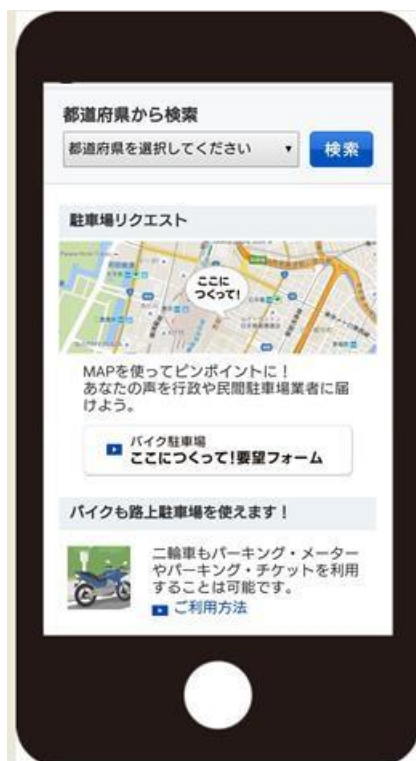 都道府県から検索
都道府県を選択してください
検索
駐車場リクエスト
ここに
つくって!
MAPを使ってピンポイントに!
あなたの声を行政や民間駐車場業者に届
けよう。
バイク駐車場
ここにつくって!要望フォーム
バイクも路上駐車場を使えます!
二輪車もパーキング・メーター
やパーキング・チケットを利用
することは可能です。
ご利用方法